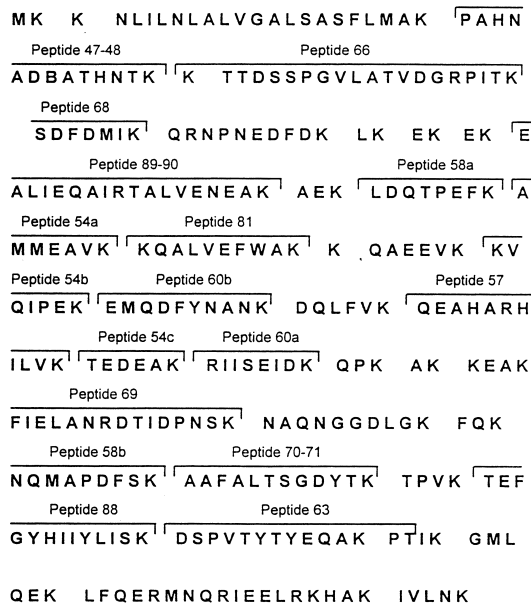 MK K NLILNLALVGALSASFLMAK PAHN
Peptide 47-48 Peptide 66
ADBATHNTK K TTDSSPGVLATVDGRPITK
Peptide 68
SDFDMIK QRNPNEDFDK LK EK EK E
Peptide 89-90 Peptide 58a
ALIEQAIRTALVENEAK AEK LDQTPEFK A
Peptide 54a Peptide 81
MMEAVK KQALVEFWAK K QAEEVK KV
Peptide 54b Peptide 60b Peptide 57
QIPEK EMQDFYNANK DQLFVK QEAHARH
Peptide 54c Peptide 60a
ILVK TEDEAK RIISEIDK QPK AK KEAK
Peptide 69
FIELANRDTIDPNSK NAQNGGDLGK FQK
Peptide 58b Peptide 70-71
NQMAPDFSK AAFALTSGDYTK TPVK TEF
Peptide 88 Peptide 63
GYHIIYLISK DSPVTYTYEQAK PTIK GML
QEK LFQERMNQRIEELRKHAK IVLNK